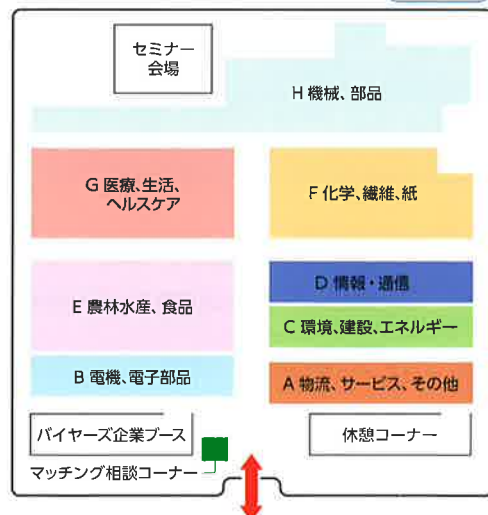 セミナー
会場
H 機械、部品
G 医療、生活、
ヘルスケア
F 化学、繊維、紙
E 農林水産、食品
D 情報・通信
C 環境、建設、エネルギー
B 電機、電子部品
A 物流、サービス、その他
バイヤーズ企業ブース
休憩コーナー
マッチング相談コーナー